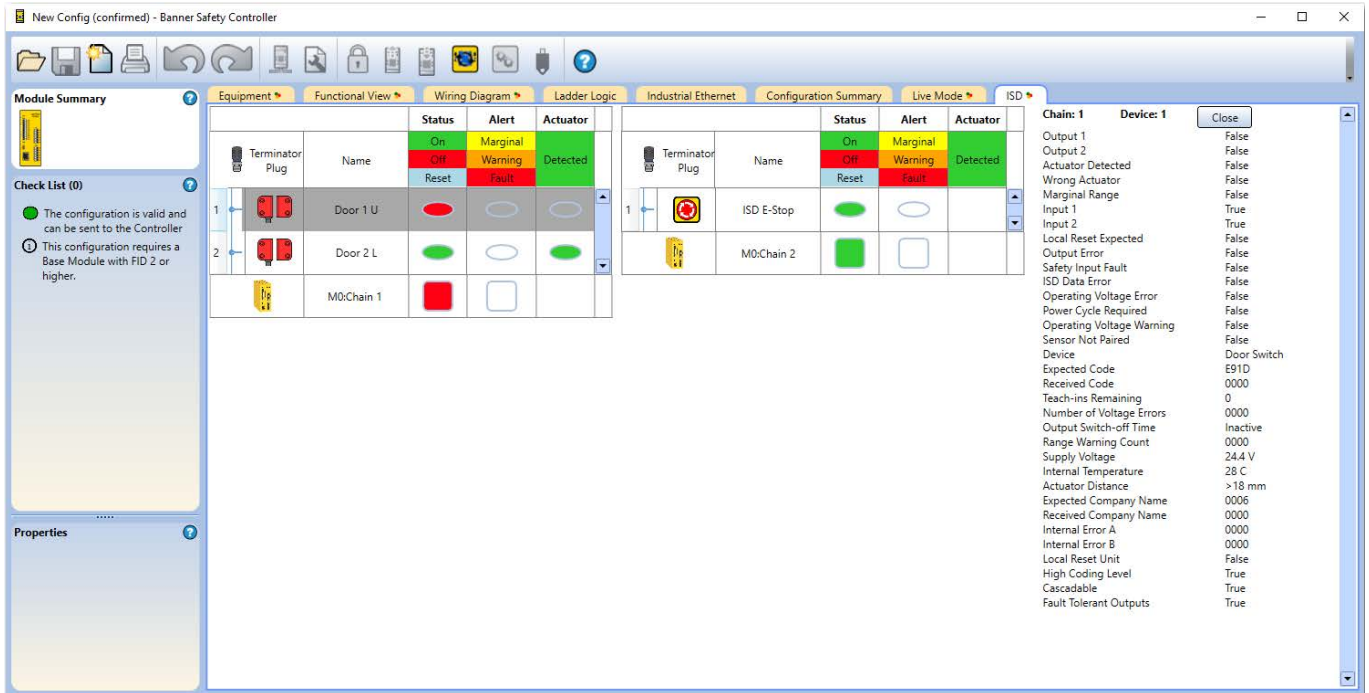 New Config (confirmed) - Banner Safety Controller
Module Summary
Check List (0)
The configuration is valid and
can be sent to the Controller
This configuration requires a
Base Module with FID 2 or
higher.
Properties
Equipment
Functional View
Wiring Diagram
Ladder Logic
Industrial Ethernet
Configuration Summary
Live Mode
ISD
Terminator
Plug
Name
Status Alert Actuator
On Marginal
Off Warning Detected
Reset Fault
1 Door 1 U
2 Door 2 L
M0:Chain 1
Terminator
Plug
Name
Status Alert Actuator
On Marginal
Off Warning Detected
Reset Fault
1 ISD E-Stop
M0:Chain 2
Chain: 1 Device: 1 Close
Output 1 False
Output 2 False
Actuator Detected False
Wrong Actuator False
Marginal Range False
Input 1 True
Input 2 True
Local Reset Expected False
Output Error False
Safety Input Fault False
ISD Data Error False
Operating Voltage Error False
Power Cycle Required False
Operating Voltage Warning False
Sensor Not Paired False
Device Door Switch
Expected Code E91D
Received Code 0000
Teach-ins Remaining 0
Number of Voltage Errors 0000
Output Switch-off Time Inactive
Range Warning Count 0000
Supply Voltage 24.4 V
Internal Temperature 28 C
Actuator Distance >18 mm
Expected Company Name 0006
Received Company Name 0000
Internal Error A 0000
Internal Error B 0000
Local Reset Unit False
High Coding Level True
Cascadable True
Fault Tolerant Outputs True